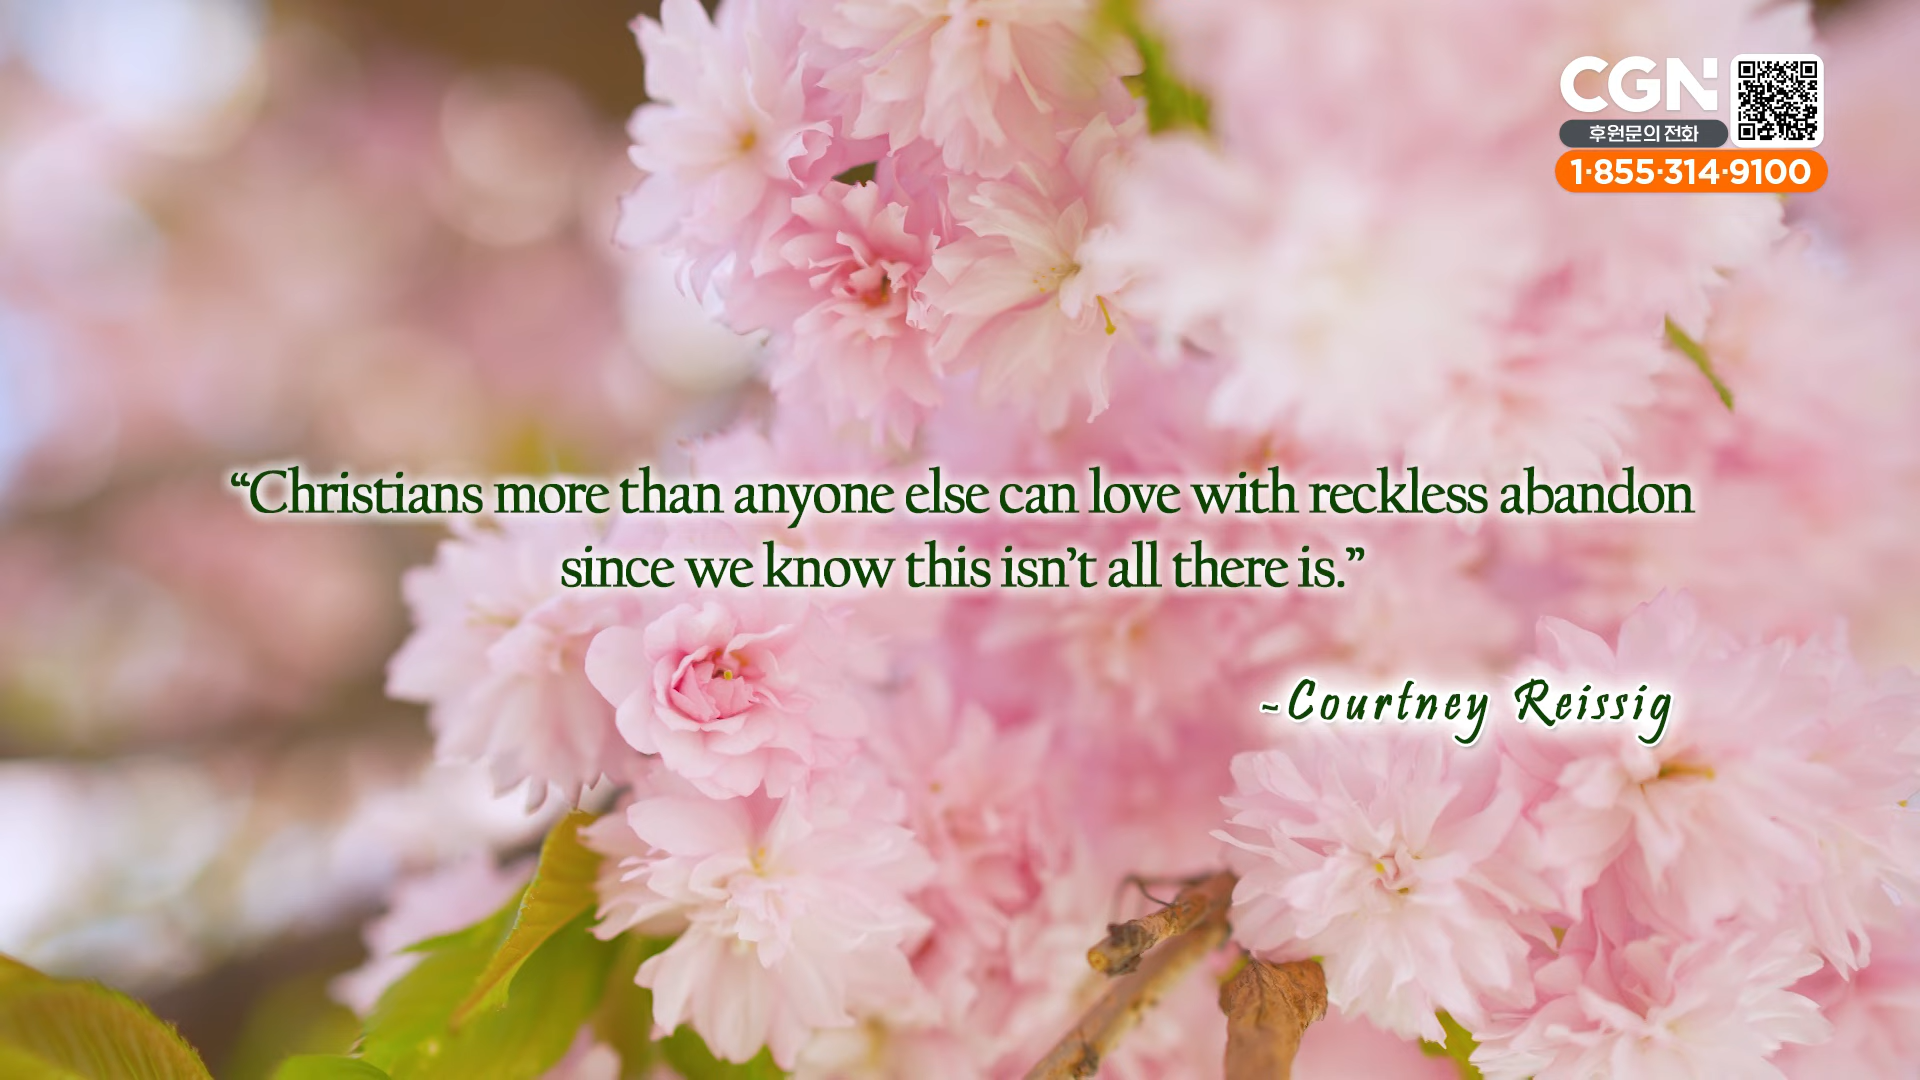 CGN
후원문의 전화
1·855·314·9100
“Christians more than anyone else can love with reckless abandon
since we know this isn’t all there is.”
~Courtney Reissig